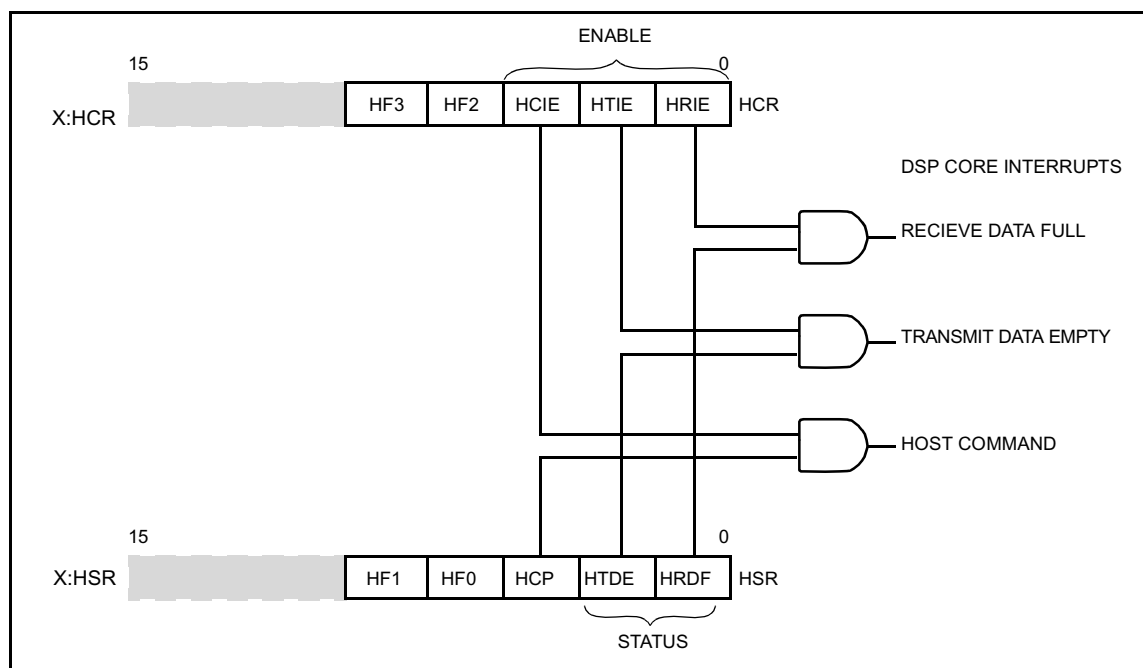 ENABLE
15 0
X:HCR HF3 HF2 HCIE HTIE HRIE HCR
DSP CORE INTERRUPTS
RECIEVE DATA FULL
TRANSMIT DATA EMPTY
HOST COMMAND
15 0
X:HSR HF1 HF0 HCP HTDE HRDF HSR
STATUS